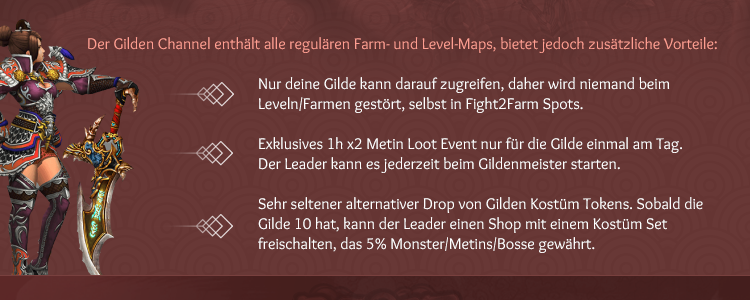 Der Gilden Channel enthält alle regulären Farm- und Level-Maps, bietet jedoch zusätzliche Vorteile:
Nur deine Gilde kann darauf zugreifen, daher wird niemand beim
Leveln/Farmen gestört, selbst in Fight2Farm Spots.
Exklusives 1h x2 Metin Loot Event nur für die Gilde einmal am Tag.
Der Leader kann es jederzeit beim Gildenmeister starten.
Sehr seltener alternativer Drop von Gilden Kostüm Tokens. Sobald die
Gilde 10 hat, kann der Leader einen Shop mit einem Kostüm Set
freischalten, das 5% Monster/Metins/Bosse gewährt.